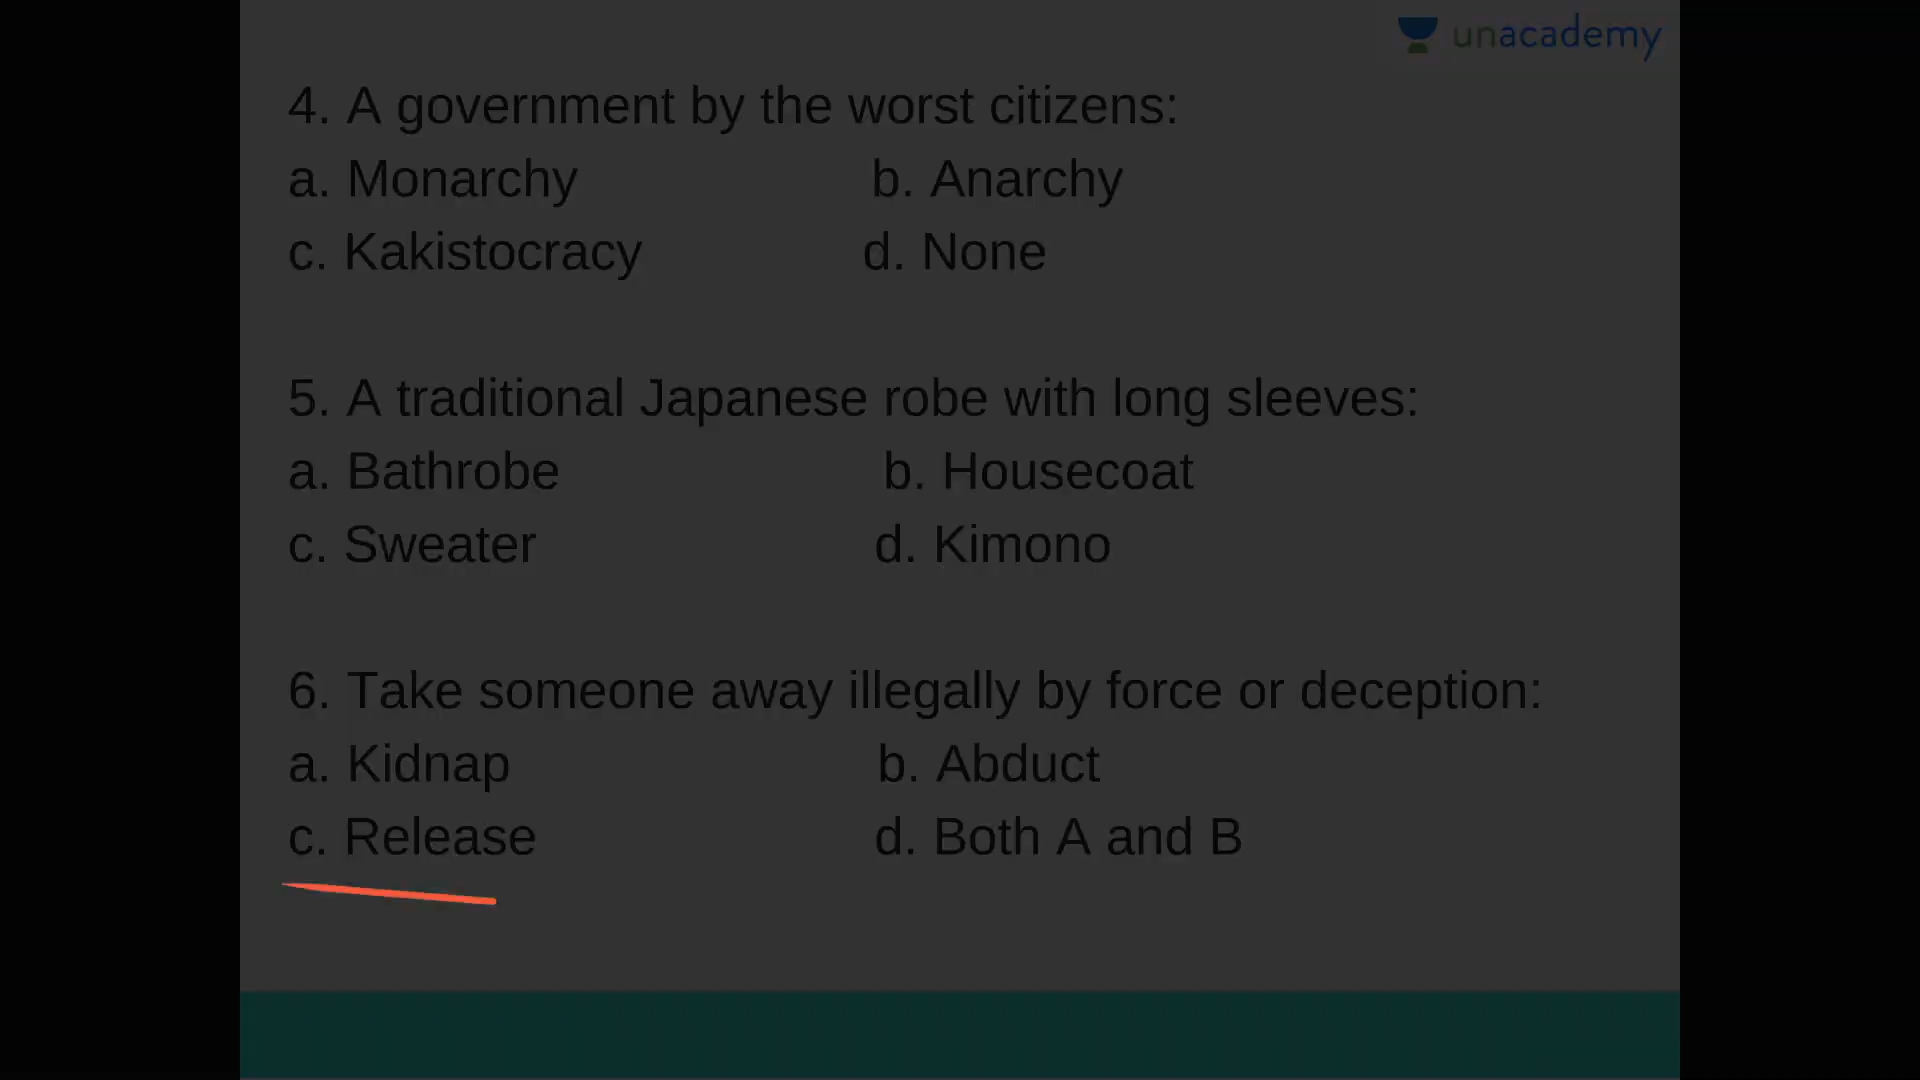 unacademy
4. A government by the worst citizens:
a. Monarchy b. Anarchy
c. Kakistocracy d. None
5. A traditional Japanese robe with long sleeves:
a. Bathrobe b. Housecoat
c. Sweater d. Kimono
6. Take someone away illegally by force or deception:
a. Kidnap b. Abduct
c. Release d. Both A and B